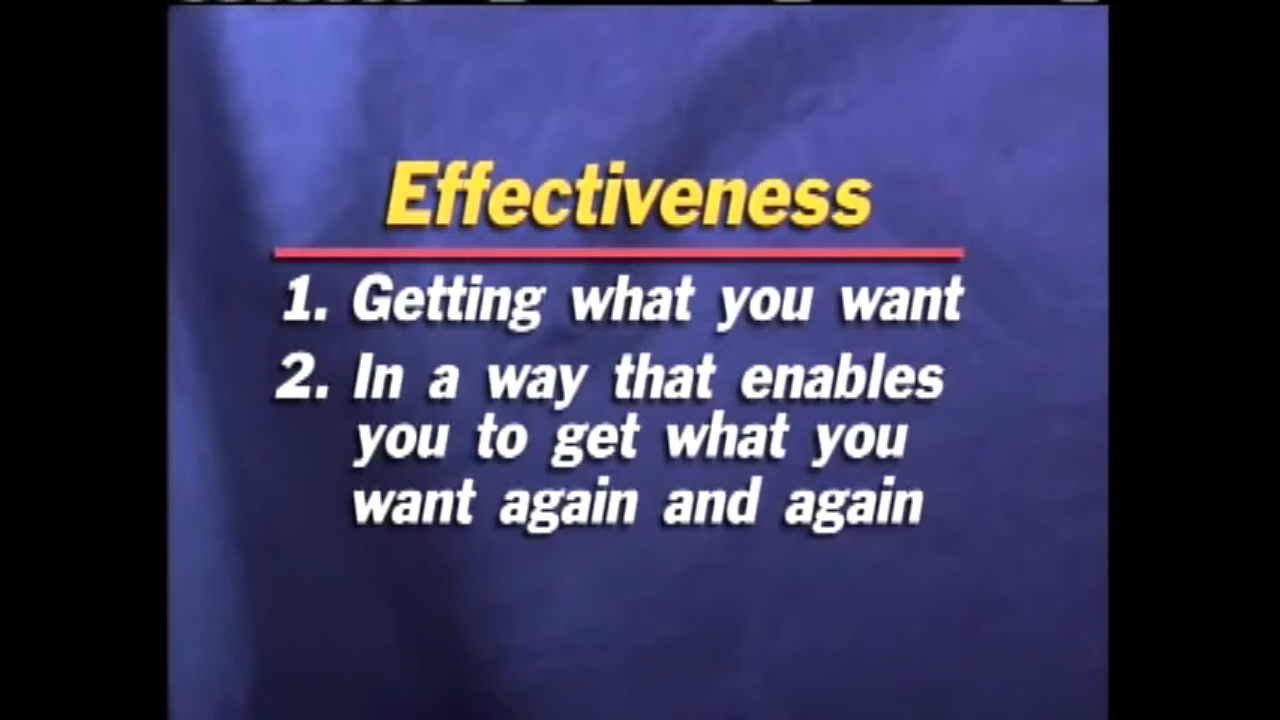 Effectiveness
1. Getting what you want
2. In a way that enables
you to get what you
want again and again